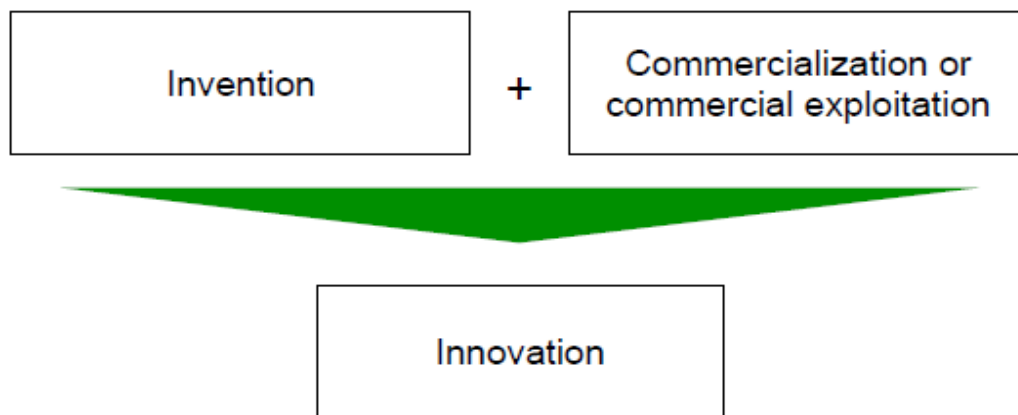 Invention
+
Commercialization or
commercial exploitation
Innovation